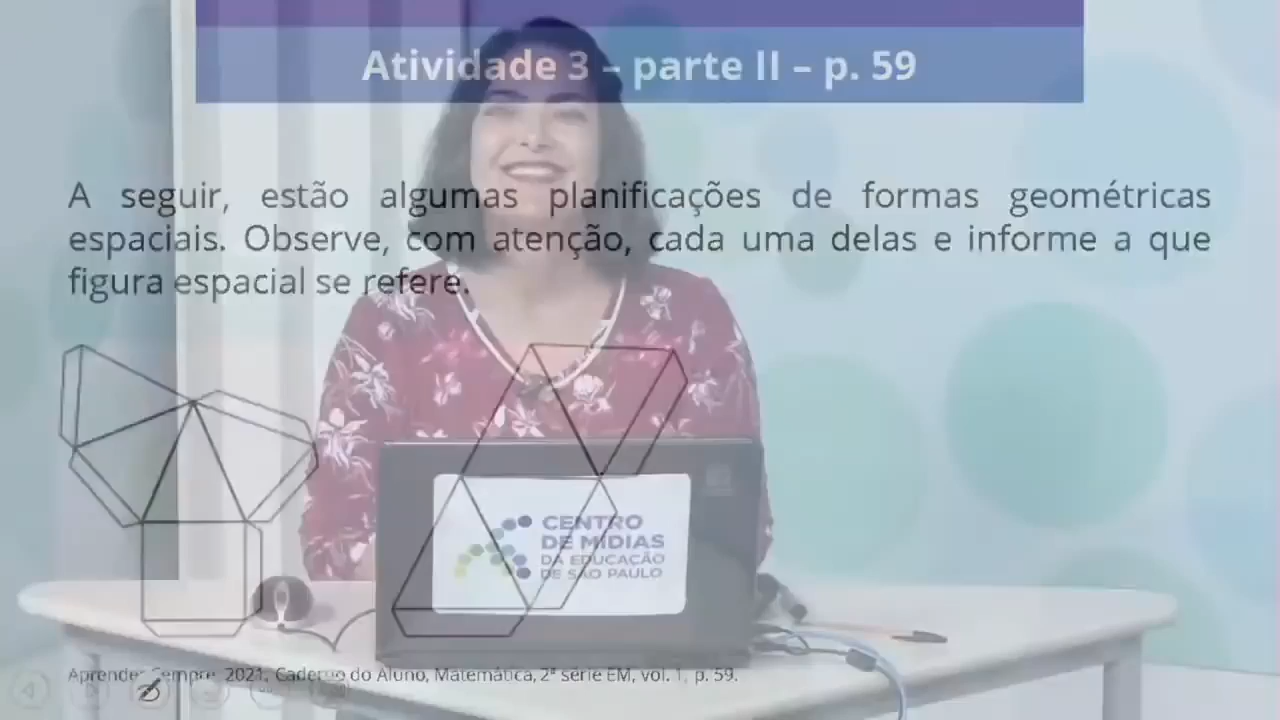 Atividade 3 – parte II – p. 59
A seguir, estão algumas planificações de formas geométricas
espaciais. Observe, com atenção, cada uma delas e informe a que
figura espacial se refere.
CENTRO
DE MÍDIAS
DA EDUCAÇÃO
DE SÃO PAULO
Aprender Sempre, 2021, Caderno do Aluno, Matemática, 2ª série EM, vol. 1, p. 59.